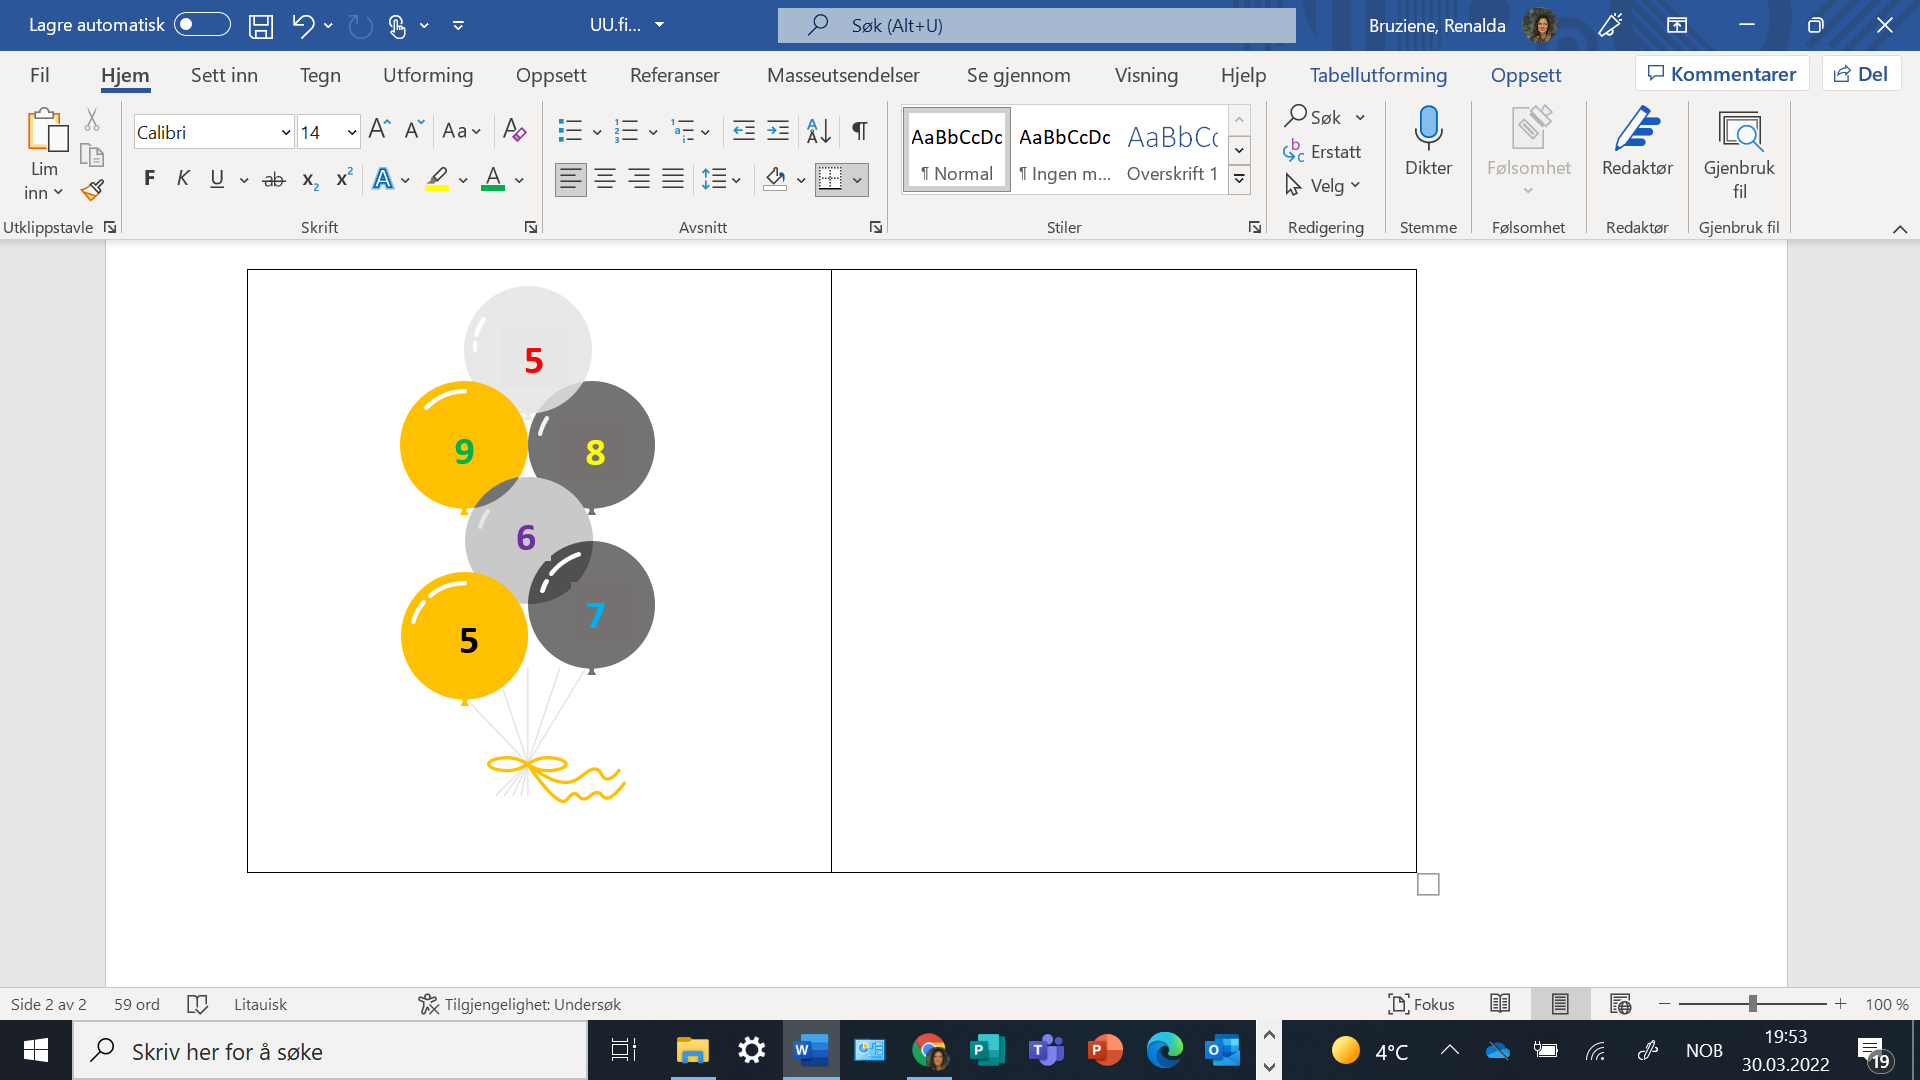 Lagre automatisk
UU.fi...
Søk (Alt+U)
Bruziene, Renalda
Fil Hjem Sett inn Tegn Utforming Oppsett Referanser Masseutsendelser Se gjennom Visning Hjelp Tabellutforming Oppsett Kommentarer Del
Lim inn
Utklippstavle
Calibri 14
F K U ab x₂ x²
Skrift
Avsnitt
AaBbCcDc AaBbCcDc AaBbCc
¶ Normal ¶ Ingen m... Overskrift 1
Stiler
Søk
Erstatt
Velg
Redigering
Dikter
Stemme
Følsomhet
Følsomhet
Redaktør
Redaktør
Gjenbruk fil
Gjenbruk fil
5
9 8
6
7
5
Side 2 av 2 59 ord Litauisk Tilgjengelighet: Undersøk Fokus 100 %
Skriv her for å søke
4°C NOB
19:53
30.03.2022
19